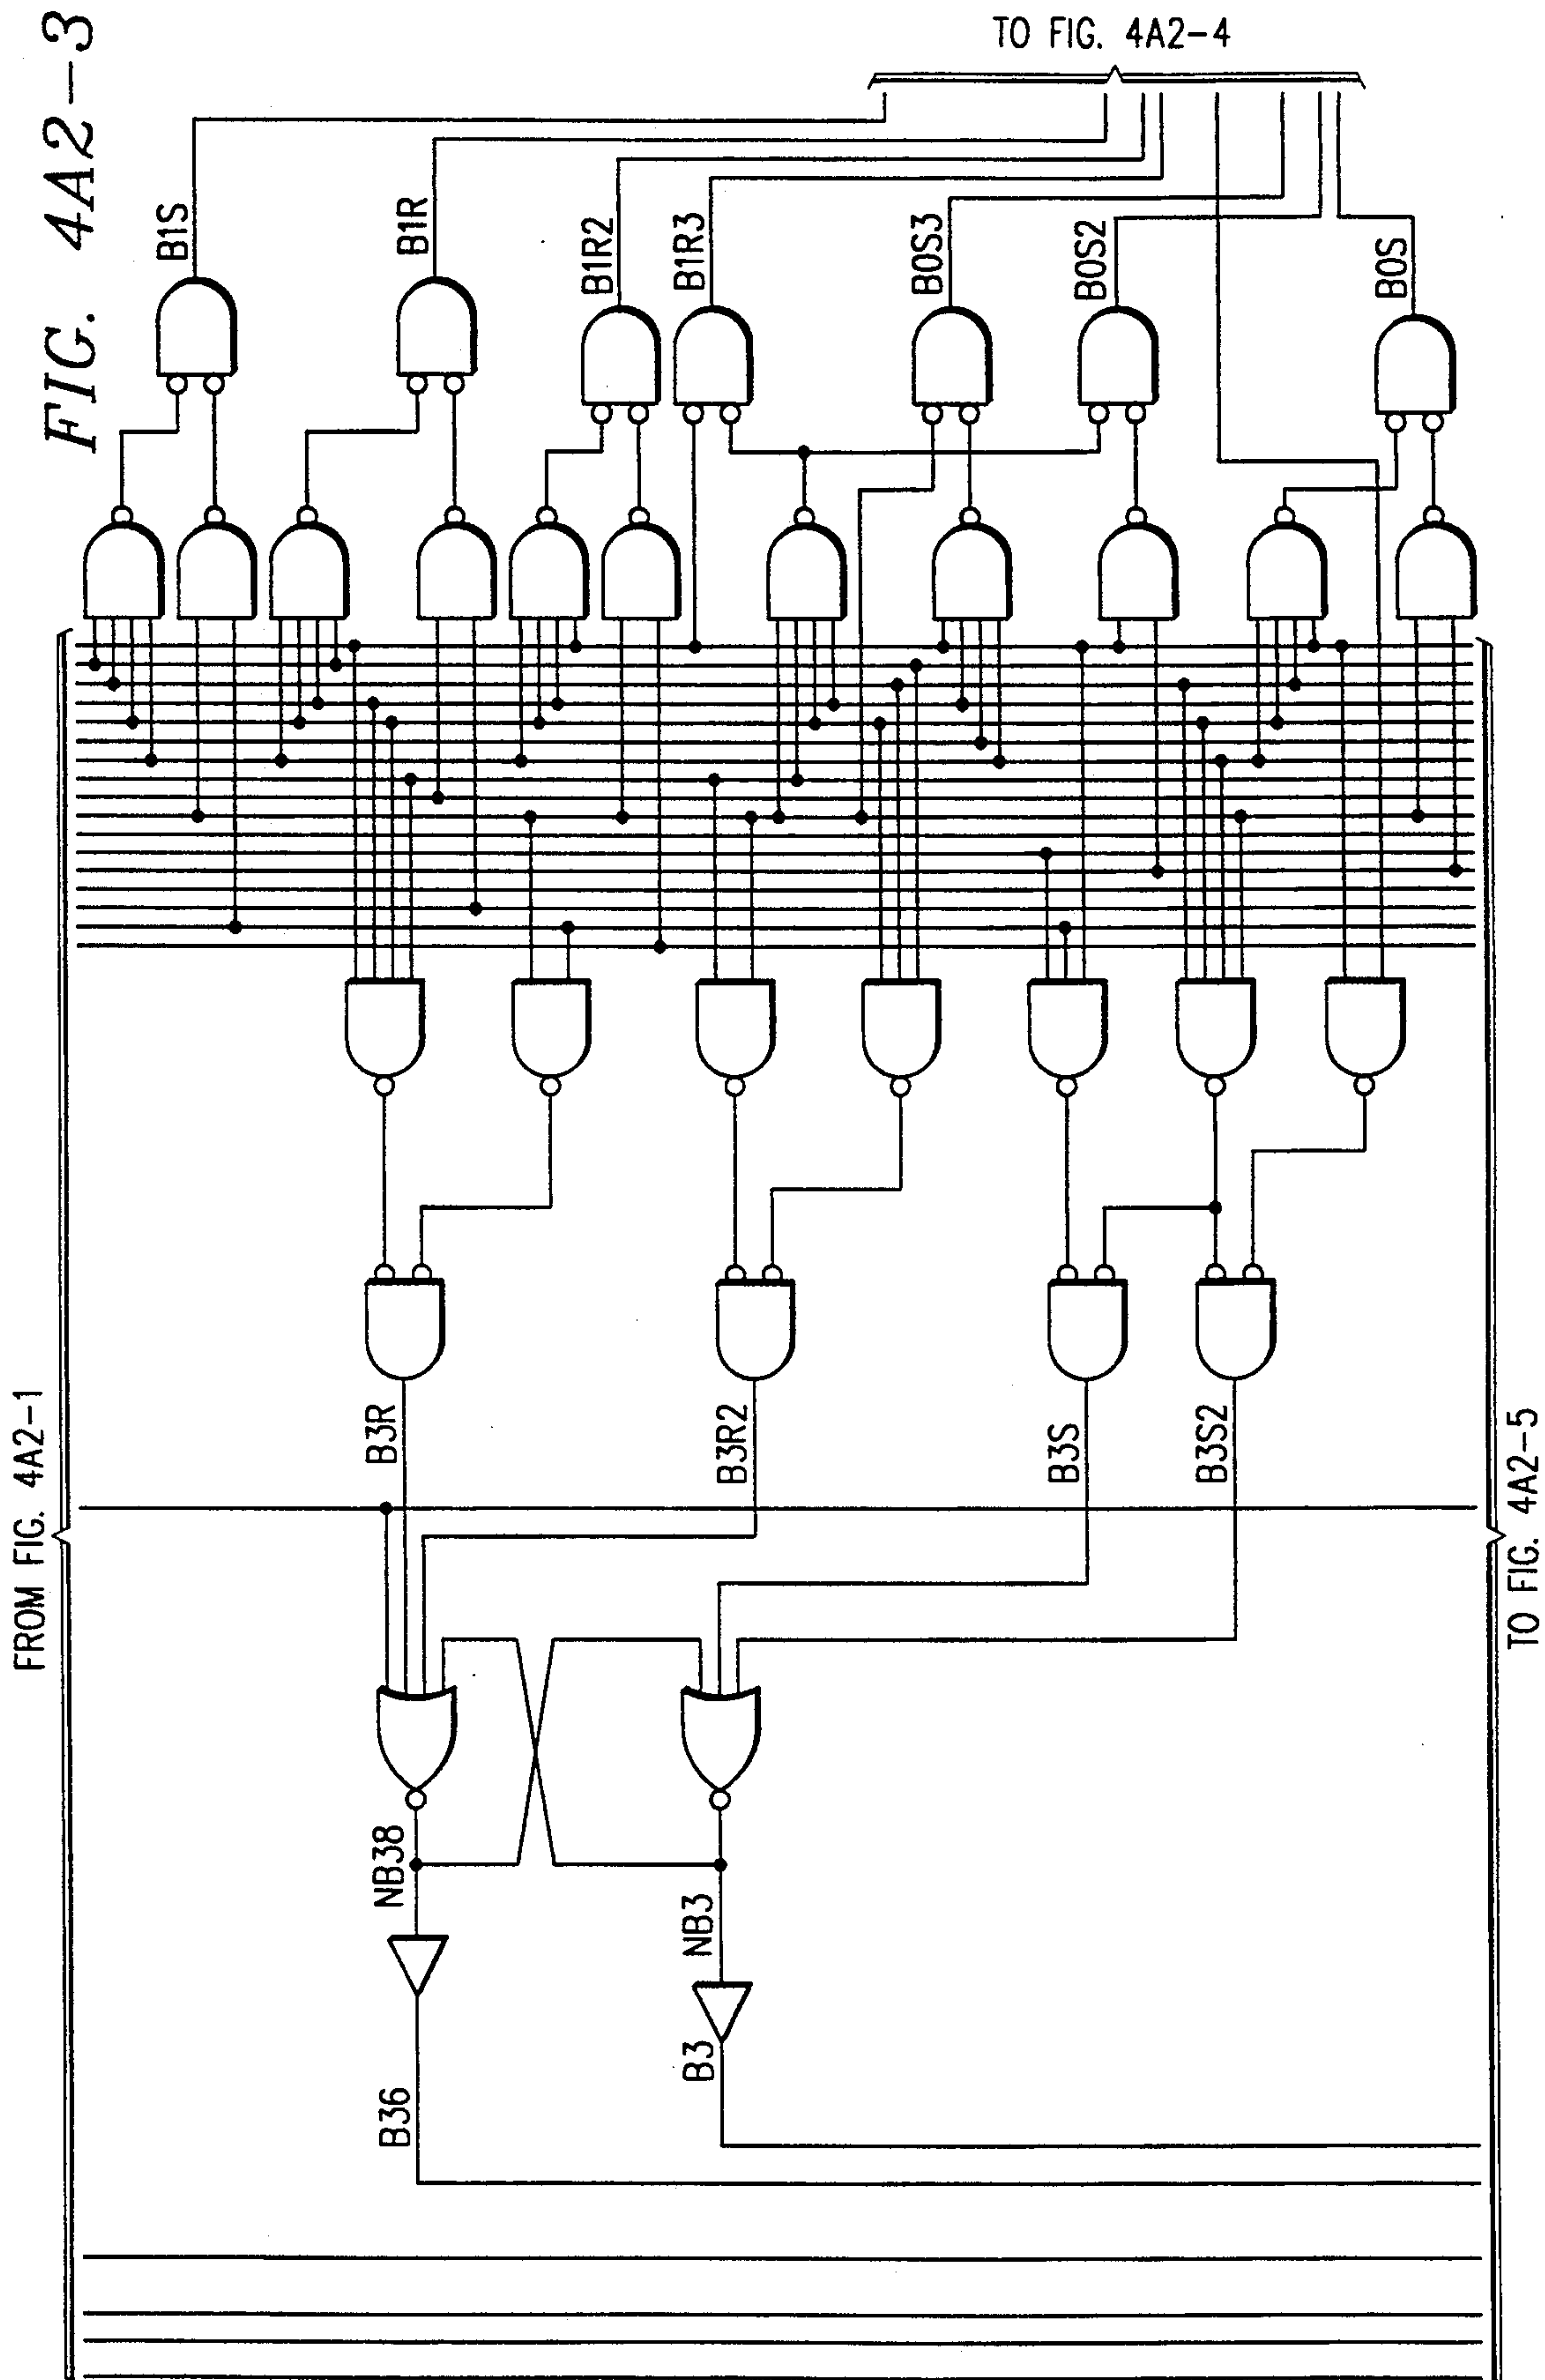 FIG. 4A2-3
TO FIG. 4A2-4
B1S
B1R
B1R2
B1R3
B0S3
B0S2
B0S
FROM FIG. 4A2-1
B3R
B3R2
B3S
B3S2
TO FIG. 4A2-5
NB38
NB3
B36
B3